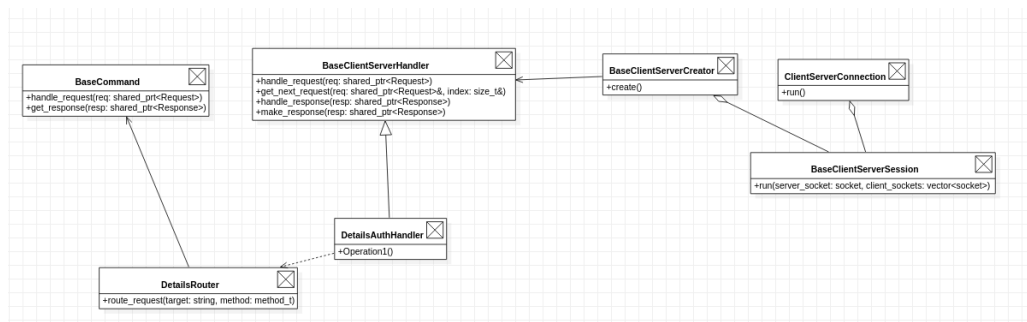 BaseCommand
+handle_request(req: shared_prt<Request>)
+get_response(resp: shared_ptr<Response>)
BaseClientServerHandler
+handle_request(req: shared_ptr<Request>)
+get_next_request(req: shared_ptr<Request>&, index: size_t&)
+handle_response(resp: shared_ptr<Response>)
+make_response(resp: shared_ptr<Response>)
BaseClientServerCreator
+create()
ClientServerConnection
+run()
BaseClientServerSession
+run(server_socket: socket, client_sockets: vector<socket>)
DetailsAuthHandler
+Operation1()
DetailsRouter
+route_request(target: string, method: method_t)